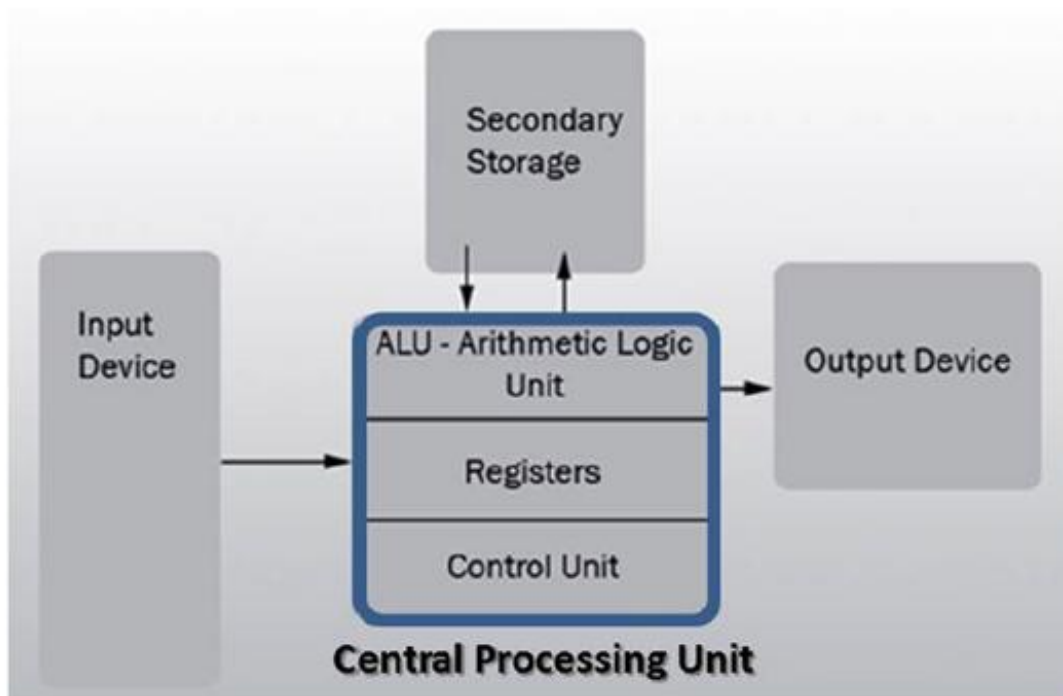 Secondary
Storage
Input
Device
ALU - Arithmetic Logic
Unit
Output Device
Registers
Control Unit
Central Processing Unit